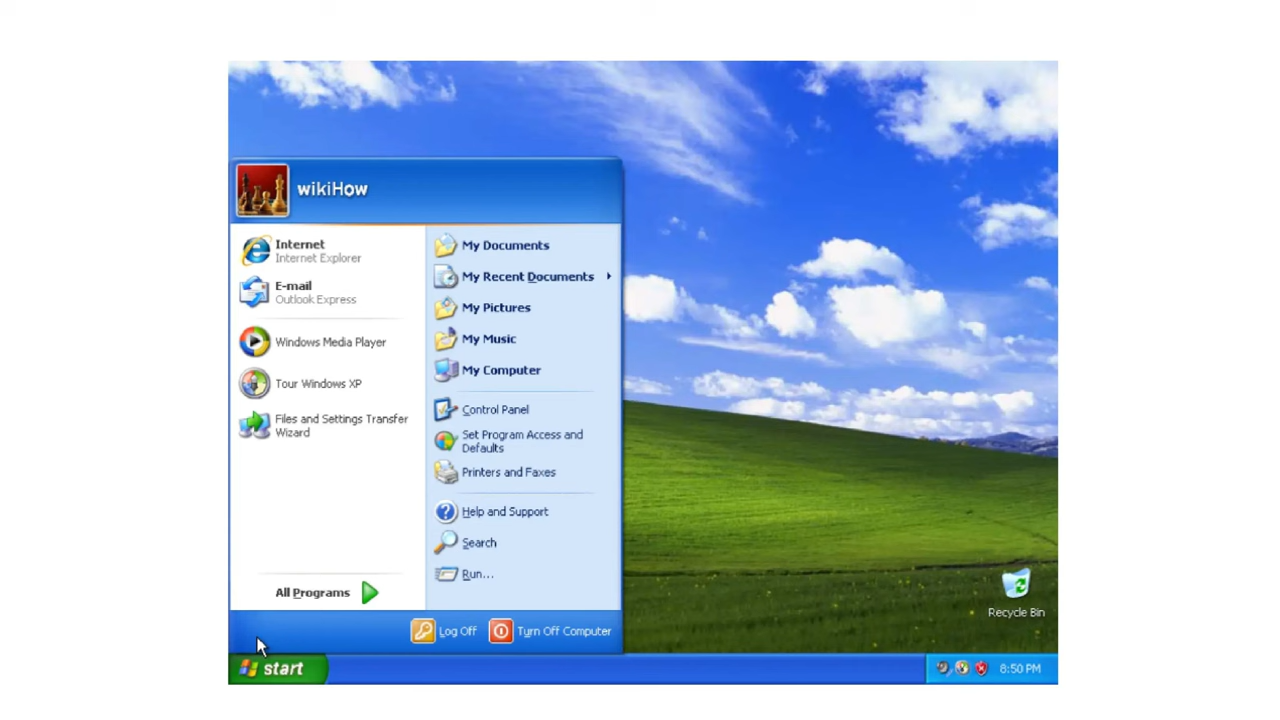 wikiHow
Internet
Internet Explorer
E-mail
Outlook Express
Windows Media Player
Tour Windows XP
Files and Settings Transfer
Wizard
All Programs
My Documents
My Recent Documents
My Pictures
My Music
My Computer
Control Panel
Set Program Access and
Defaults
Printers and Faxes
Help and Support
Search
Run...
Log Off
Turn Off Computer
Recycle Bin
start
8:50 PM